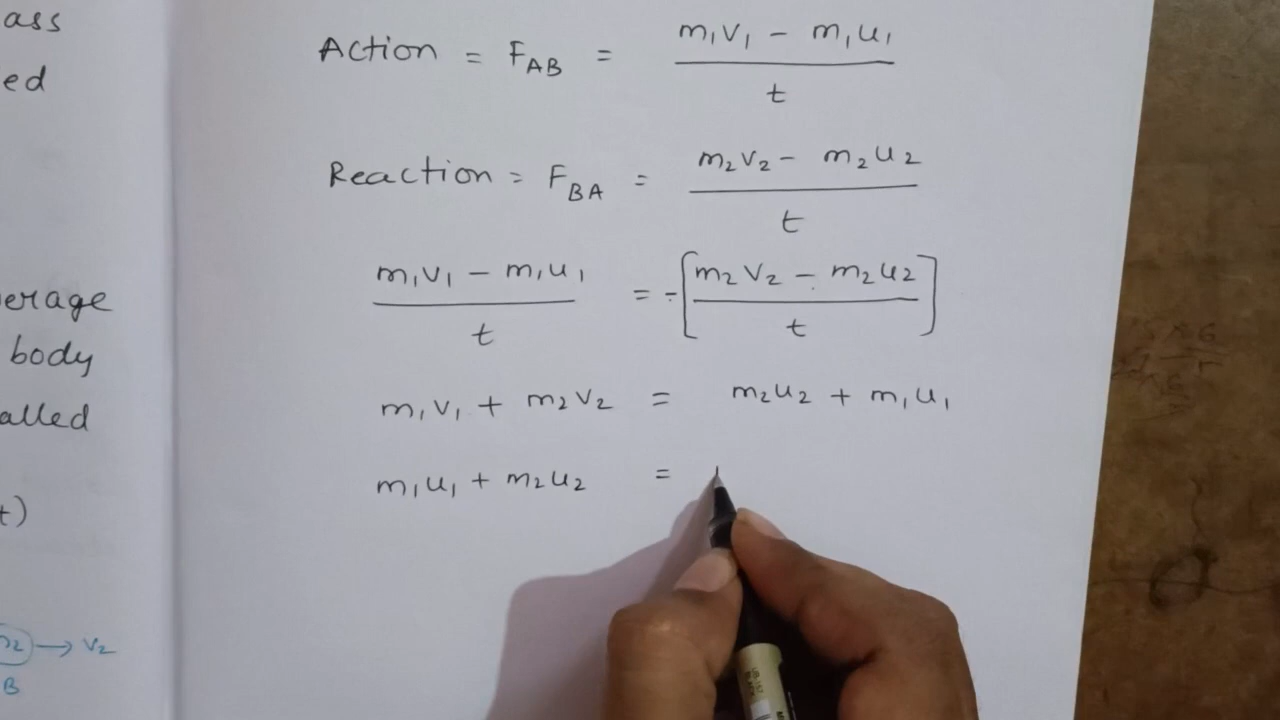 ass
ed
erage
body
alled
t)
→ v₂
B
Action = F_AB = (m₁v₁ - m₁u₁)/t
Reaction = F_BA = (m₂v₂ - m₂u₂)/t
(m₁v₁ - m₁u₁)/t = -[(m₂v₂ - m₂u₂)/t]
m₁v₁ + m₂v₂ = m₂u₂ + m₁u₁
m₁u₁ + m₂u₂ =